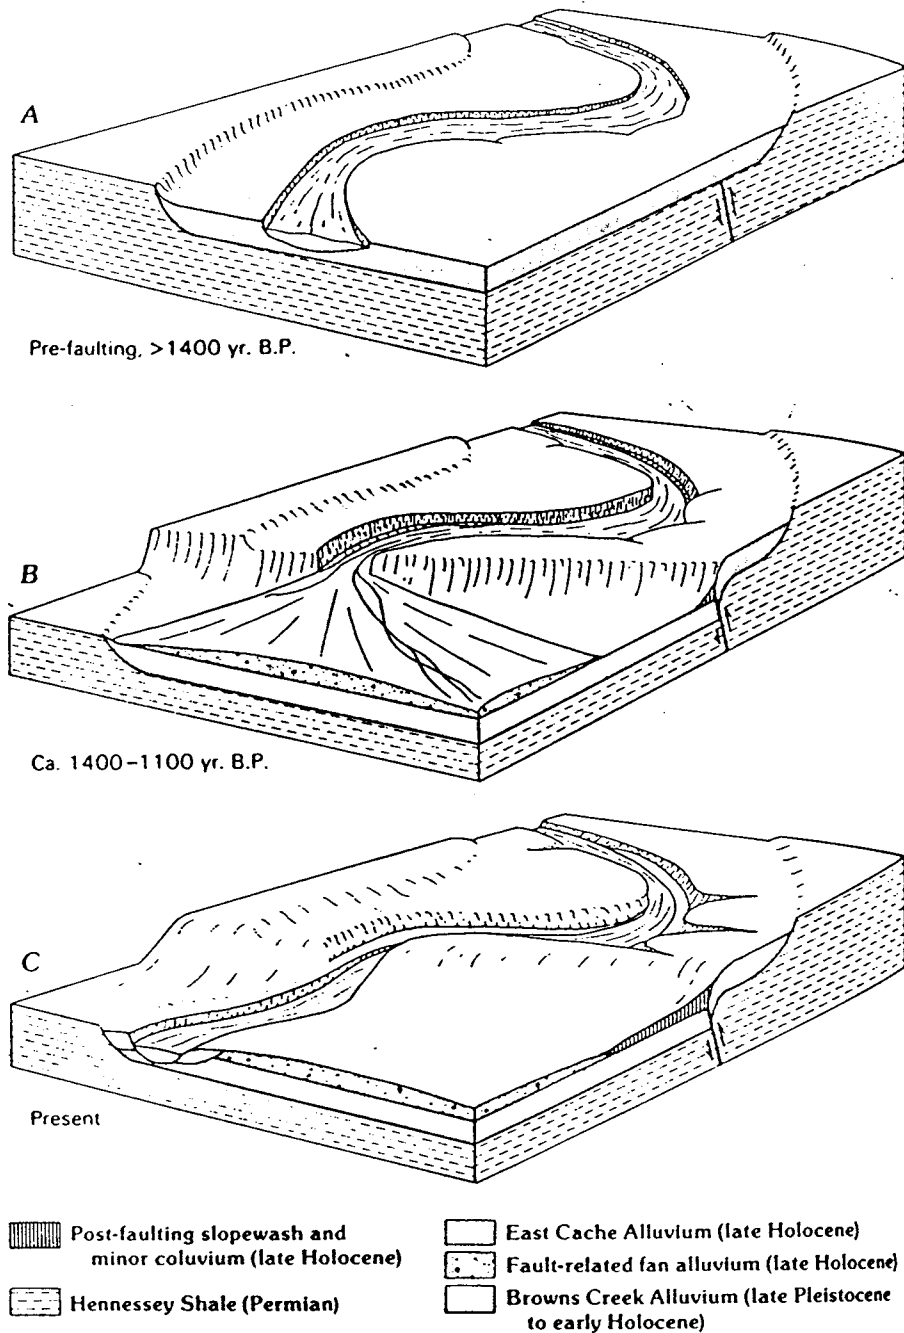 A
Pre-faulting, >1400 yr. B.P.
B
Ca. 1400–1100 yr. B.P.
C
Present
Post-faulting slopewash and
minor coluvium (late Holocene)
Hennessey Shale (Permian)
East Cache Alluvium (late Holocene)
Fault-related fan alluvium (late Holocene)
Browns Creek Alluvium (late Pleistocene
to early Holocene)